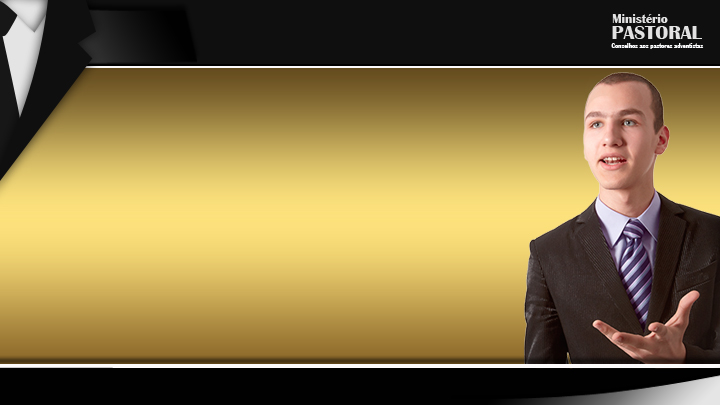 Ministério
PASTORAL
Conselhos aos pastores adventistas